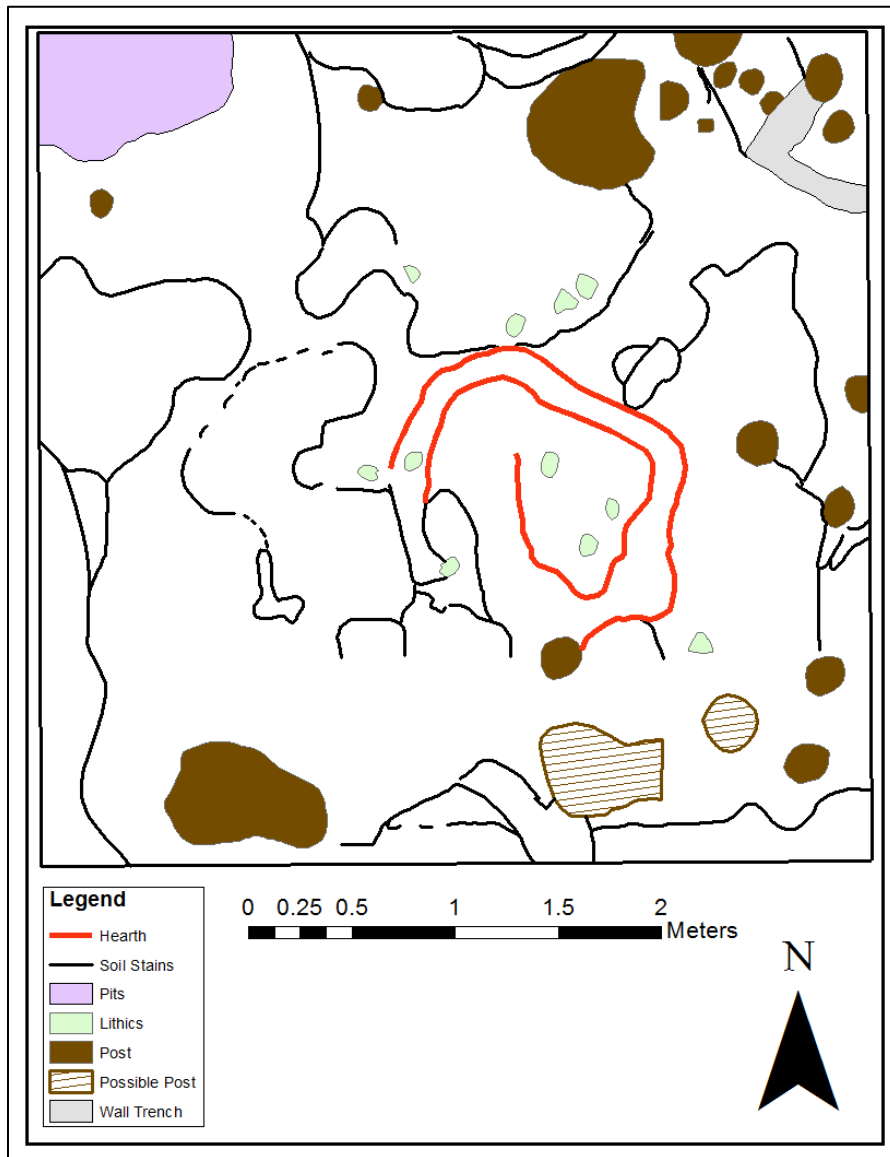 Legend
Hearth
Soil Stains
Pits
Lithics
Post
Possible Post
Wall Trench
0 0.25 0.5 1 1.5 2
Meters
N